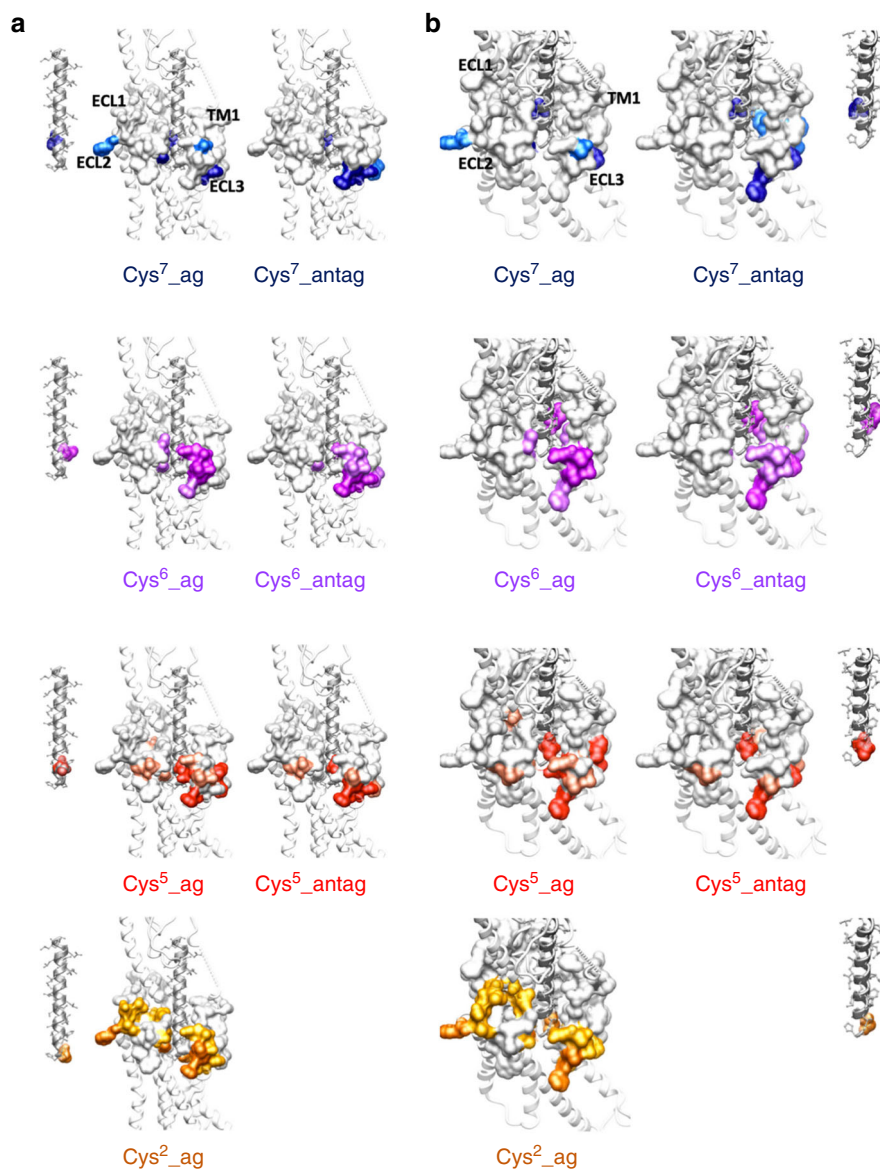 a
b
ECL1
TM1
ECL2
ECL3
ECL1
TM1
ECL2
ECL3
Cys⁷_ag
Cys⁷_antag
Cys⁷_ag
Cys⁷_antag
Cys⁶_ag
Cys⁶_antag
Cys⁶_ag
Cys⁶_antag
Cys⁵_ag
Cys⁵_antag
Cys⁵_ag
Cys⁵_antag
Cys²_ag
Cys²_ag